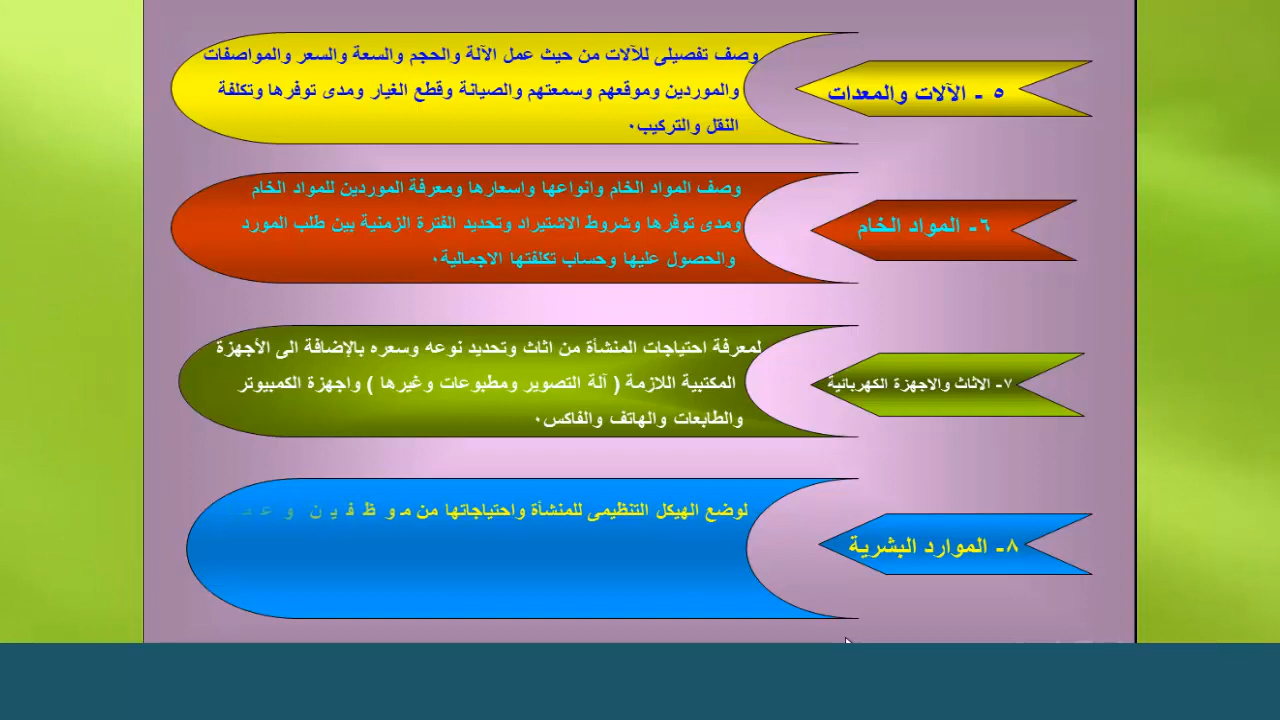 ٥ - الآلات والمعدات
وصف تفصيلى للآلات من حيث عمل الآلة والحجم والسعة والسعر والمواصفات
والموردين وموقعهم وسمعتهم والصيانة وقطع الغيار ومدى توفرها وتكلفة
النقل والتركيب٠
٦- المواد الخام
وصف المواد الخام وانواعها واسعارها ومعرفة الموردين للمواد الخام
ومدى توفرها وشروط الاشتيراد وتحديد الفترة الزمنية بين طلب المورد
والحصول عليها وحساب تكلفتها الاجمالية٠
٧- الاثاث والاجهزة الكهربائية
لمعرفة احتياجات المنشأة من اثاث وتحديد نوعه وسعره بالإضافة الى الأجهزة
المكتبية اللازمة ( آلة التصوير ومطبوعات وغيرها ) واجهزة الكمبيوتر
والطابعات والهاتف والفاكس٠
٨- الموارد البشرية
لوضع الهيكل التنظيمى للمنشأة واحتياجاتها من موظفين